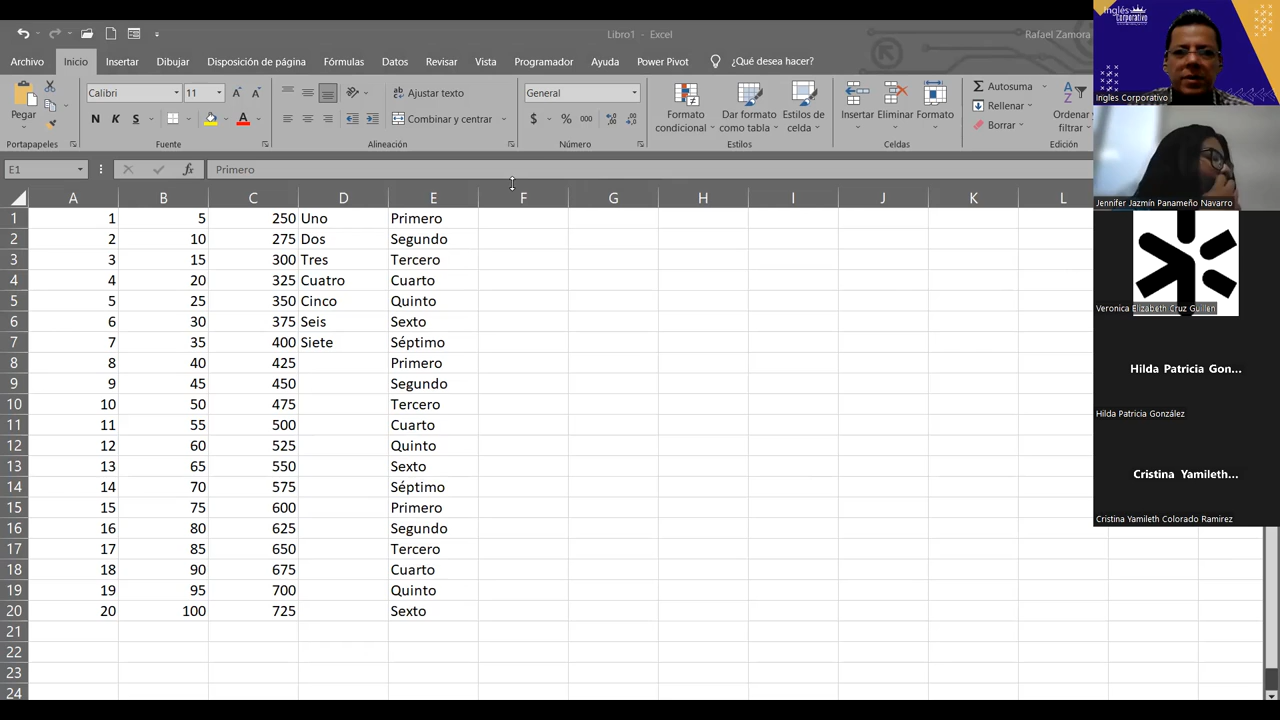 Libro1 - Excel
Rafael Zamora
Archivo Inicio Insertar Dibujar Disposición de página Fórmulas Datos Revisar Vista Programador Ayuda Power Pivot ¿Qué desea hacer?
Pegar
Calibri 11
N K S
Ajustar texto
Combinar y centrar
General
$ % 000
Formato condicional
Dar formato como tabla
Estilos de celda
Insertar Eliminar Formato
Autosuma
Rellenar
Borrar
Ordenar y filtrar
Portapapeles Fuente Alineación Número Estilos Celdas Edición
E1 fx Primero
A B C D E F G H I J K L
1 1 5 250 Uno Primero
2 2 10 275 Dos Segundo
3 3 15 300 Tres Tercero
4 4 20 325 Cuatro Cuarto
5 5 25 350 Cinco Quinto
6 6 30 375 Seis Sexto
7 7 35 400 Siete Séptimo
8 8 40 425 Primero
9 9 45 450 Segundo
10 10 50 475 Tercero
11 11 55 500 Cuarto
12 12 60 525 Quinto
13 13 65 550 Sexto
14 14 70 575 Séptimo
15 15 75 600 Primero
16 16 80 625 Segundo
17 17 85 650 Tercero
18 18 90 675 Cuarto
19 19 95 700 Quinto
20 20 100 725 Sexto
21
22
23
24
Inglés
Corporativo
Ingles Corporativo
Jennifer Jazmín Panameño Navarro
Veronica Elizabeth Cruz Guillen
Hilda Patricia Gon...
Hilda Patricia González
Cristina Yamileth...
Cristina Yamileth Colorado Ramirez